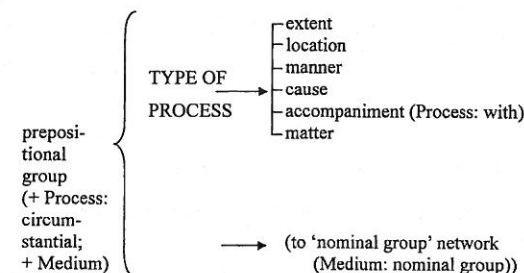 extent
location
TYPE OF
manner
PROCESS
cause
accompaniment (Process: with)
matter
preposi-
tional
group
(+ Process:
circum-
stantial;
+ Medium)
(to ‘nominal group’ network
(Medium: nominal group))